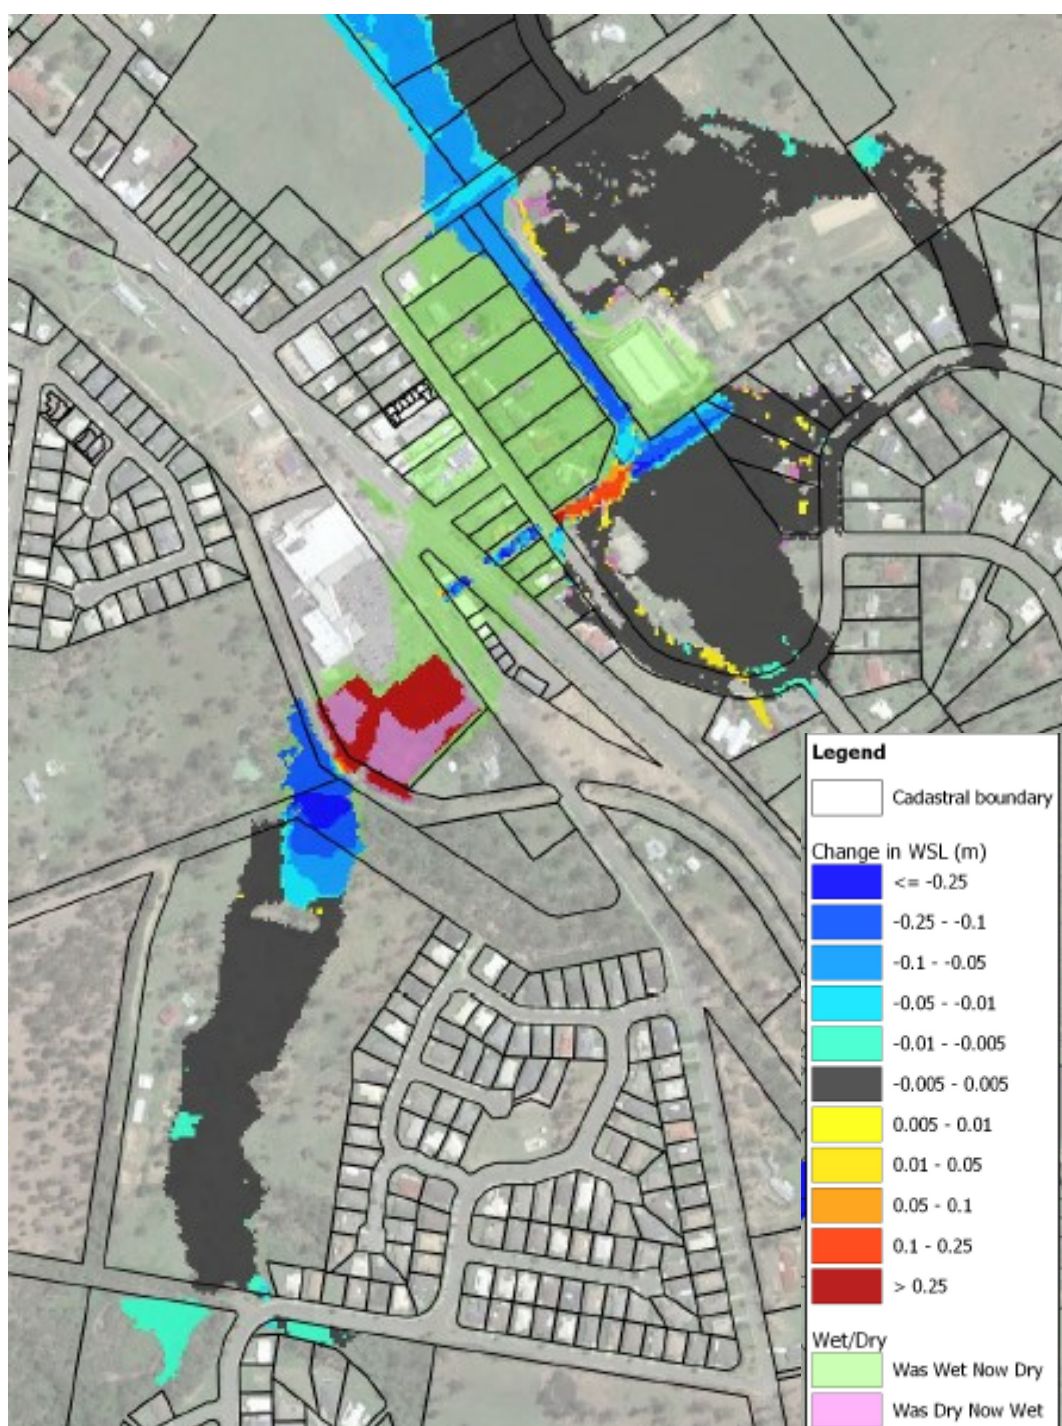 Legend
Cadastral boundary
Change in WSL (m)
<= -0.25
-0.25 - -0.1
-0.1 - -0.05
-0.05 - -0.01
-0.01 - -0.005
-0.005 - 0.005
0.005 - 0.01
0.01 - 0.05
0.05 - 0.1
0.1 - 0.25
> 0.25
Wet/Dry
Was Wet Now Dry
Was Dry Now Wet